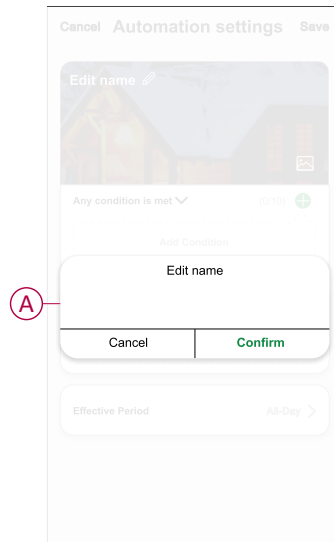 Cancel Automation settings Save
Edit name
Any condition is met (0/10)
Add Condition
Edit name
A
Cancel Confirm
Effective Period All-Day